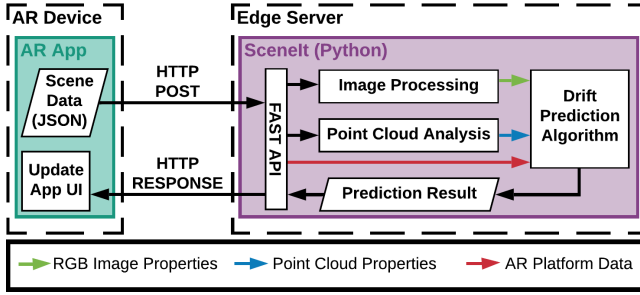 AR Device
Edge Server
AR App
SceneIt (Python)
Scene
Data
(JSON)
HTTP
POST
FAST API
Image Processing
Point Cloud Analysis
Drift
Prediction
Algorithm
Update
App UI
HTTP
RESPONSE
Prediction Result
RGB Image Properties
Point Cloud Properties
AR Platform Data